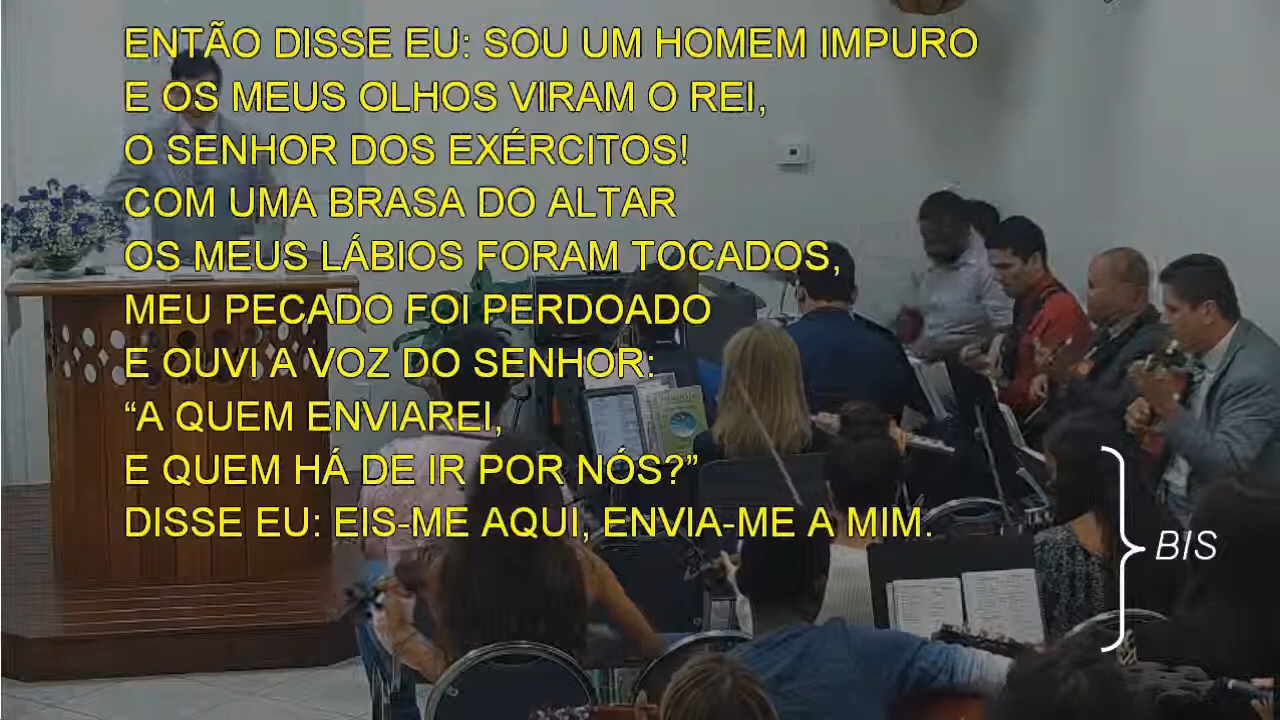 ENTÃO DISSE EU: SOU UM HOMEM IMPURO
E OS MEUS OLHOS VIRAM O REI,
O SENHOR DOS EXÉRCITOS!
COM UMA BRASA DO ALTAR
OS MEUS LÁBIOS FORAM TOCADOS,
MEU PECADO FOI PERDOADO
E OUVI A VOZ DO SENHOR:
“A QUEM ENVIAREI,
E QUEM HÁ DE IR POR NÓS?”
DISSE EU: EIS-ME AQUI, ENVIA-ME A MIM.
BIS